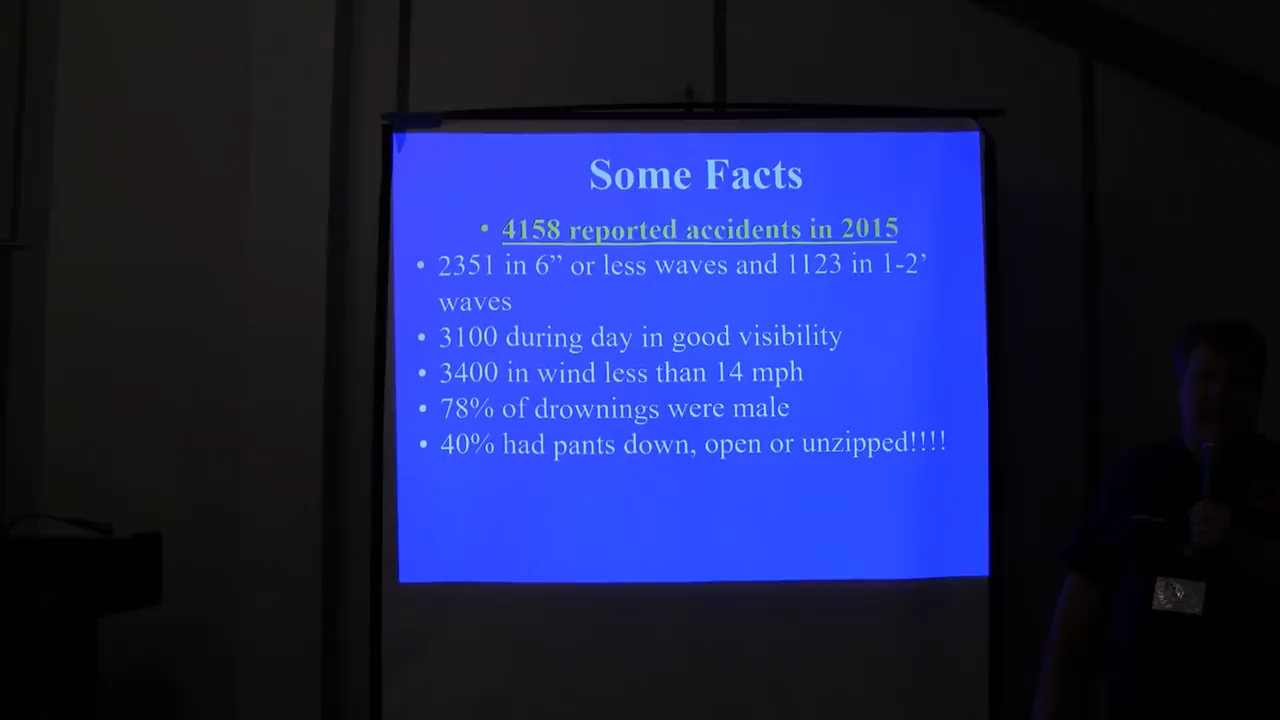 Some Facts
• 4158 reported accidents in 2015
• 2351 in 6” or less waves and 1123 in 1-2’
waves
• 3100 during day in good visibility
• 3400 in wind less than 14 mph
• 78% of drownings were male
• 40% had pants down, open or unzipped!!!!